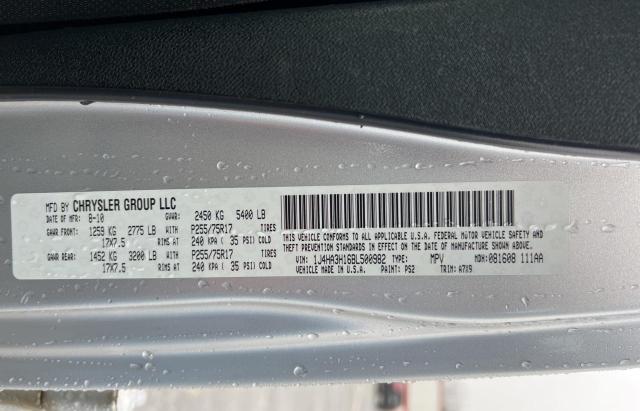 MFD BY CHRYSLER GROUP LLC
DATE OF MFR: 8-10 GVWR: 2450 KG 5400 LB
GAWR FRONT: 1259 KG 2775 LB WITH P255/75R17
17X7.5 RIMS AT 240 KPA ( 35 PSI) COLD
GAWR REAR: 1452 KG 3200 LB WITH P255/75R17
17X7.5 RIMS AT 240 KPA ( 35 PSI) COLD
THIS VEHICLE CONFORMS TO ALL APPLICABLE U.S.A. FEDERAL MOTOR VEHICLE SAFETY AND
THEFT PREVENTION STANDARDS IN EFFECT ON THE DATE OF MANUFACTURE SHOWN ABOVE.
VIN: 1J4HA3H16BL500982 TYPE: MPV MDH: 081608 111AA
VEHICLE MADE IN U.S.A. PAINT: PS2 TRIM: A7X9